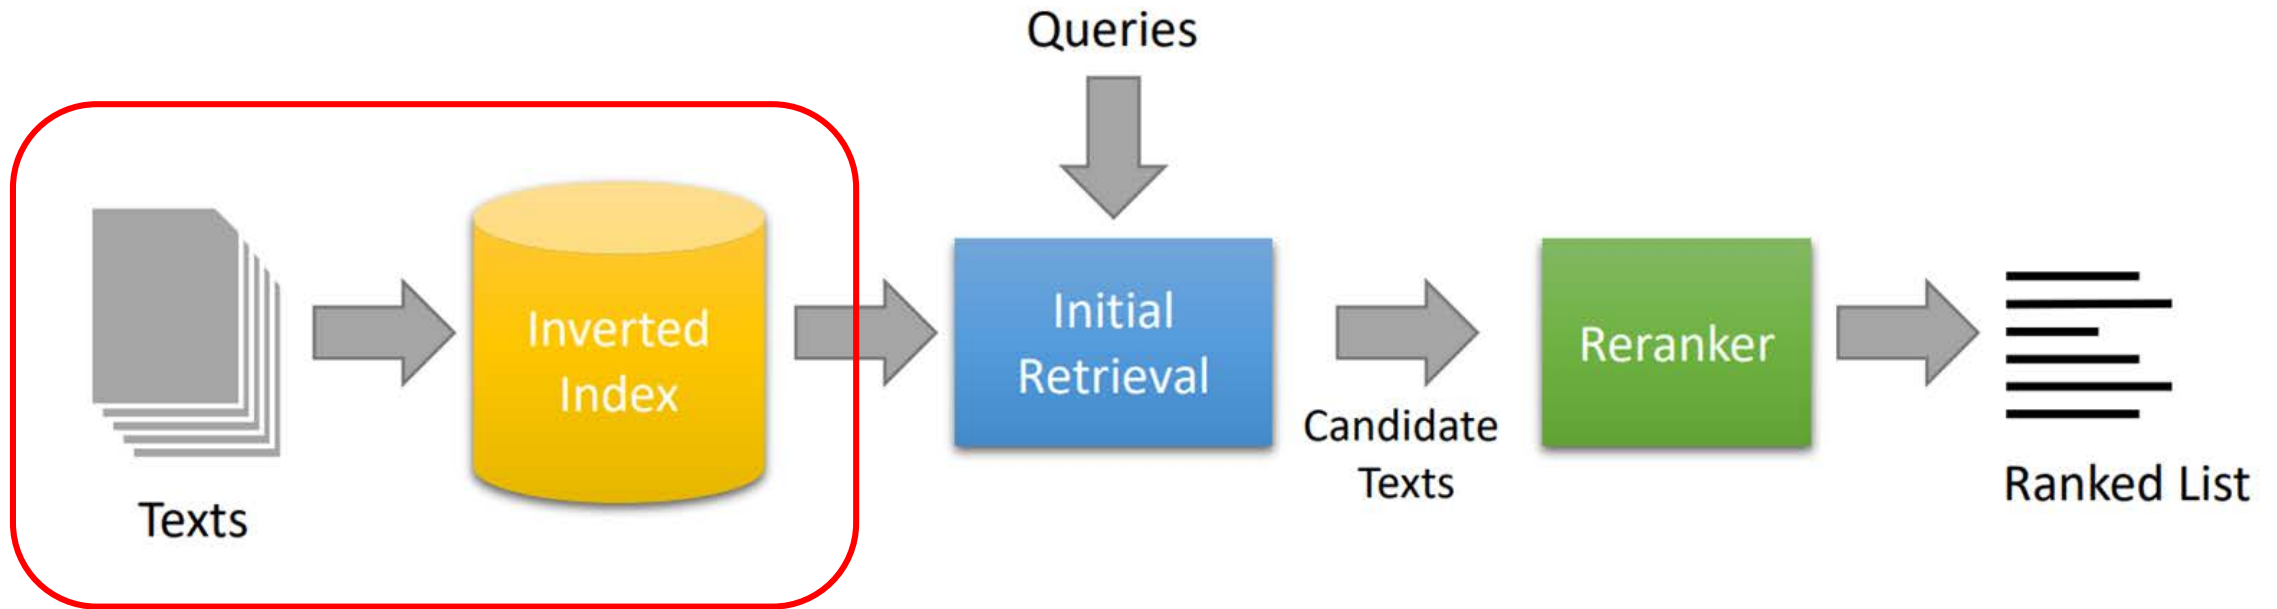 Queries
Texts
Inverted
Index
Initial
Retrieval
Candidate
Texts
Reranker
Ranked List